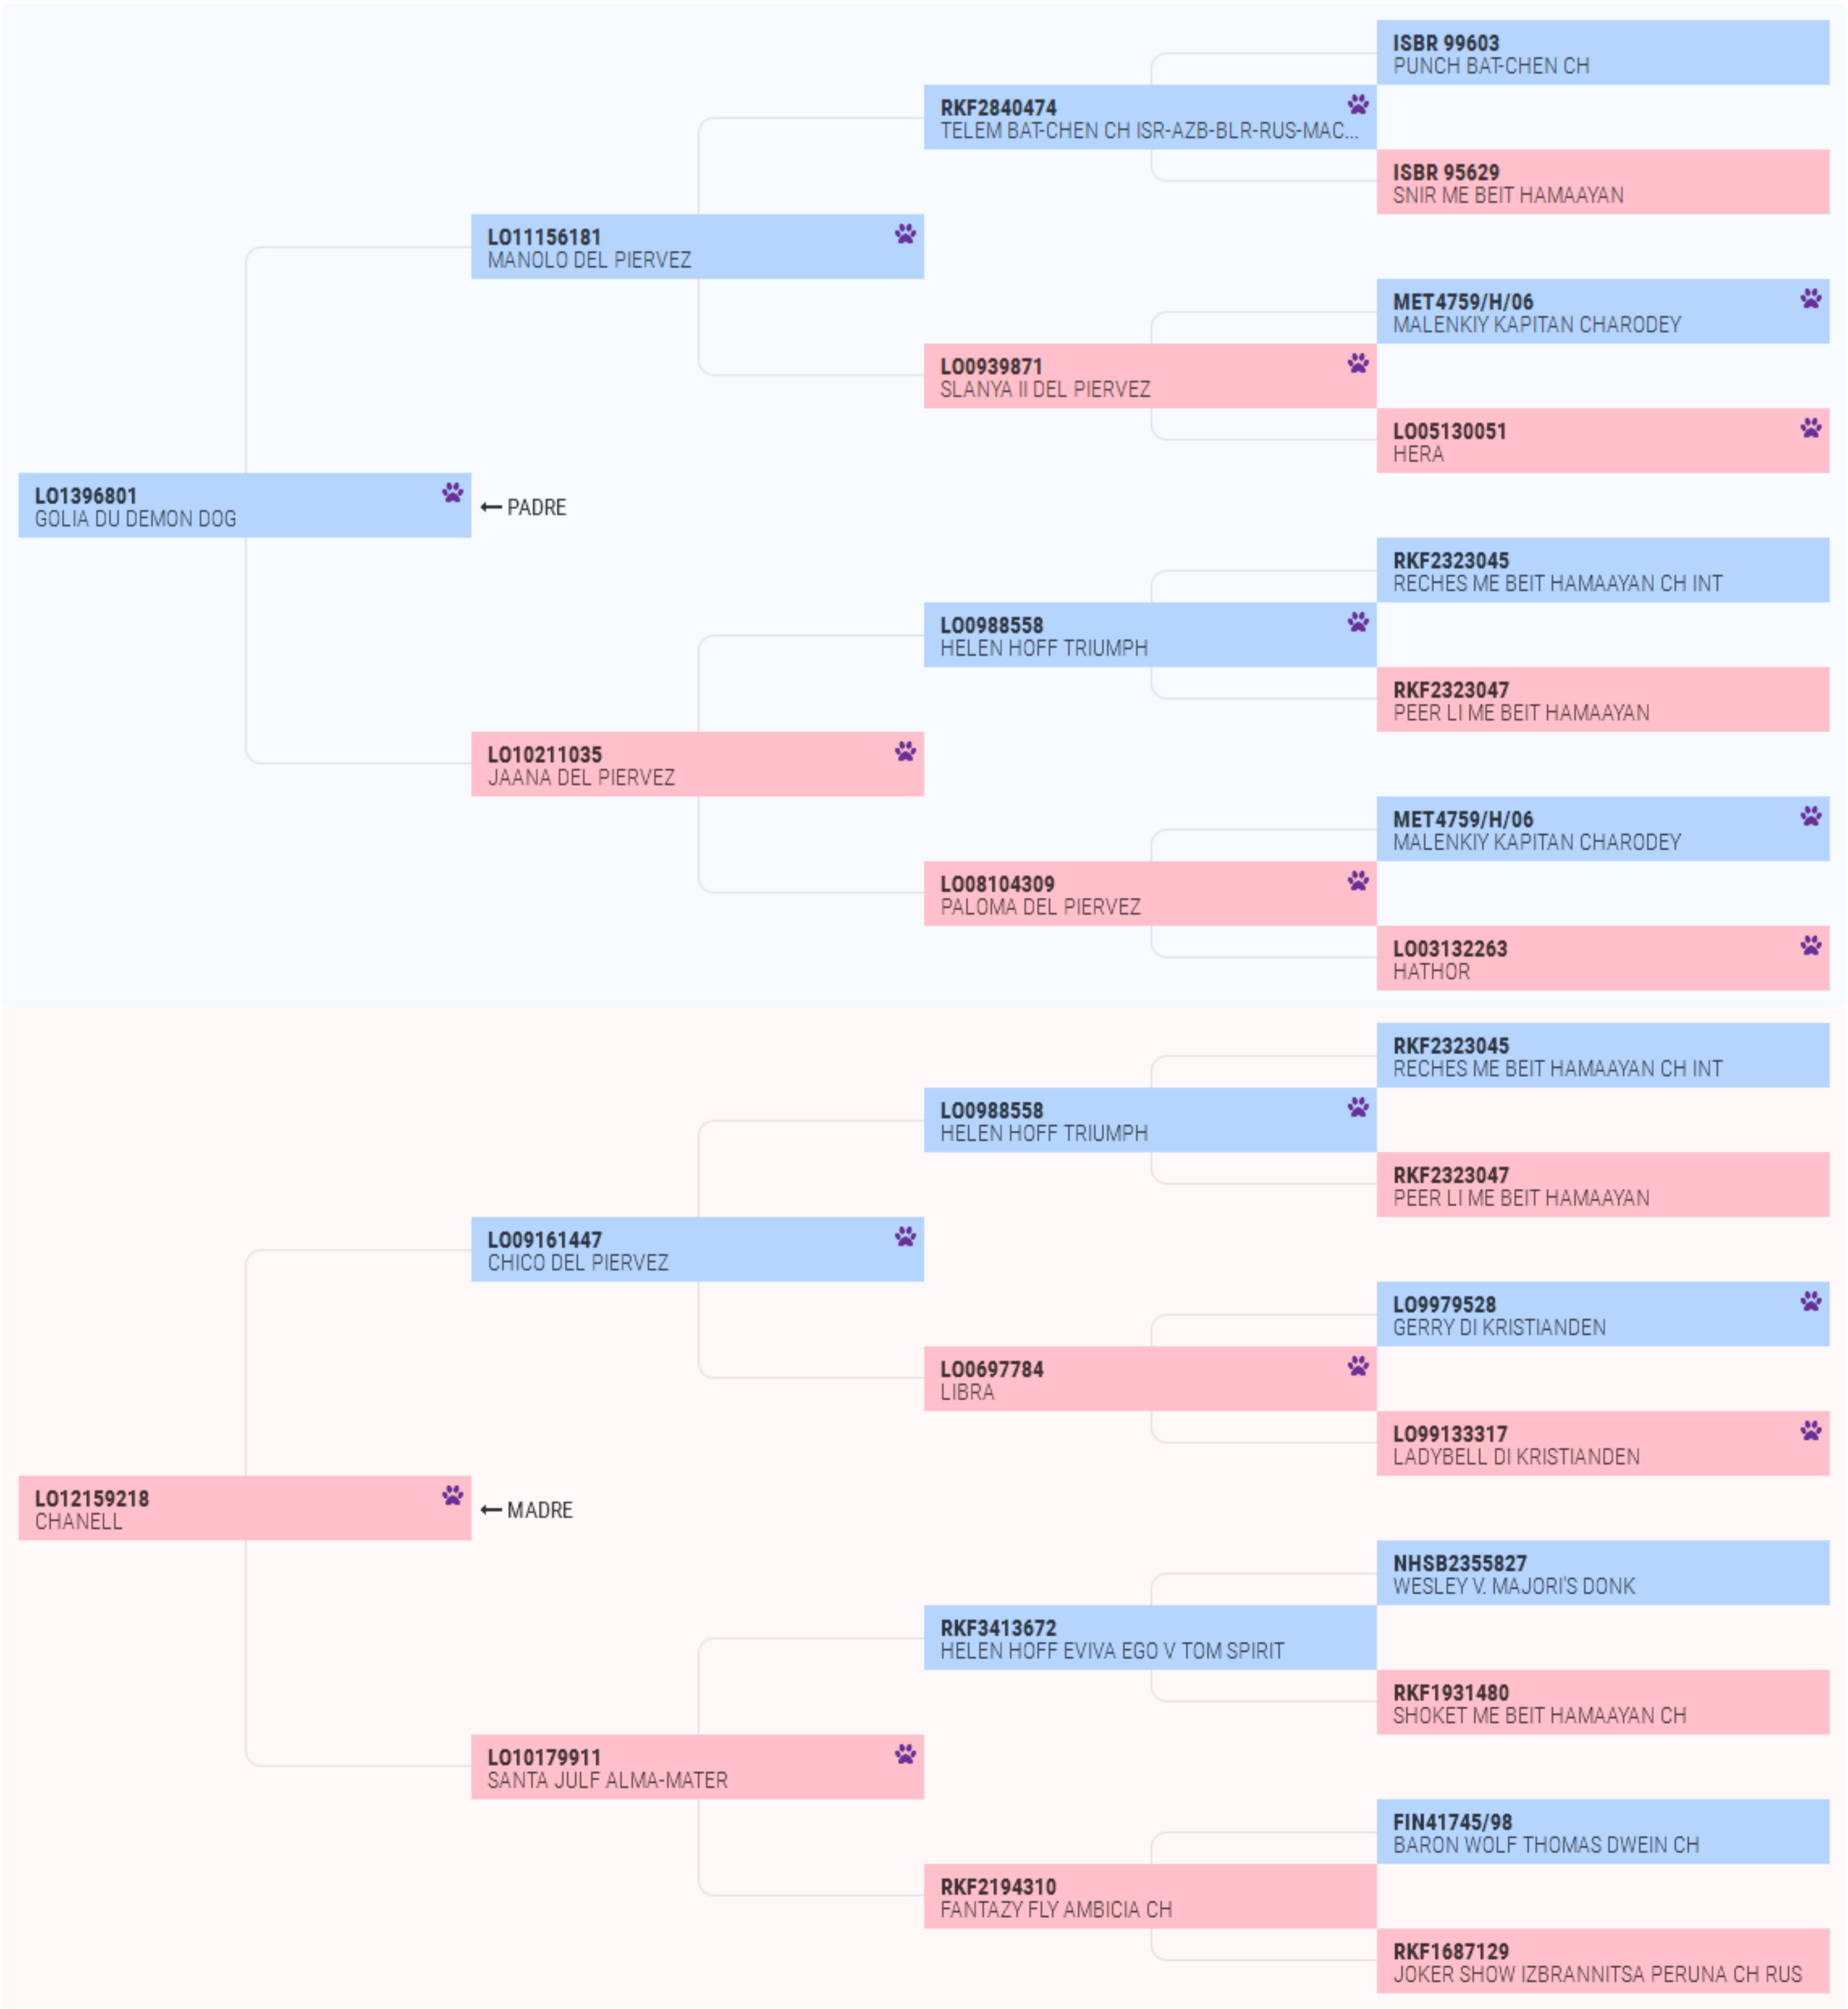 ISBR 99603
PUNCH BAT-CHEN CH
RKF2840474
TELEM BAT-CHEN CH ISR-AZB-BLR-RUS-MAC...
ISBR 95629
SNIR ME BEIT HAMAAYAN
LO11156181
MANOLO DEL PIERVEZ
MET4759/H/06
MALENKIY KAPITAN CHARODEY
LO0939871
SLANYA II DEL PIERVEZ
LO05130051
HERA
LO1396801
GOLIA DU DEMON DOG
← PADRE
RKF2323045
RECHES ME BEIT HAMAAYAN CH INT
LO0988558
HELEN HOFF TRIUMPH
RKF2323047
PEER LI ME BEIT HAMAAYAN
LO10211035
JAANA DEL PIERVEZ
MET4759/H/06
MALENKIY KAPITAN CHARODEY
LO08104309
PALOMA DEL PIERVEZ
LO03132263
HATHOR
RKF2323045
RECHES ME BEIT HAMAAYAN CH INT
LO0988558
HELEN HOFF TRIUMPH
RKF2323047
PEER LI ME BEIT HAMAAYAN
LO09161447
CHICO DEL PIERVEZ
LO9979528
GERRY DI KRISTIANDEN
LO0697784
LIBRA
LO99133317
LADYBELL DI KRISTIANDEN
LO12159218
CHANELL
← MADRE
NHSB2355827
WESLEY V. MAJORI'S DONK
RKF3413672
HELEN HOFF EVIVA EGO V TOM SPIRIT
RKF1931480
SHOKET ME BEIT HAMAAYAN CH
LO10179911
SANTA JULF ALMA-MATER
FIN41745/98
BARON WOLF THOMAS DWEIN CH
RKF2194310
FANTAZY FLY AMBICIA CH
RKF1687129
JOKER SHOW IZBRANNITSA PERUNA CH RUS